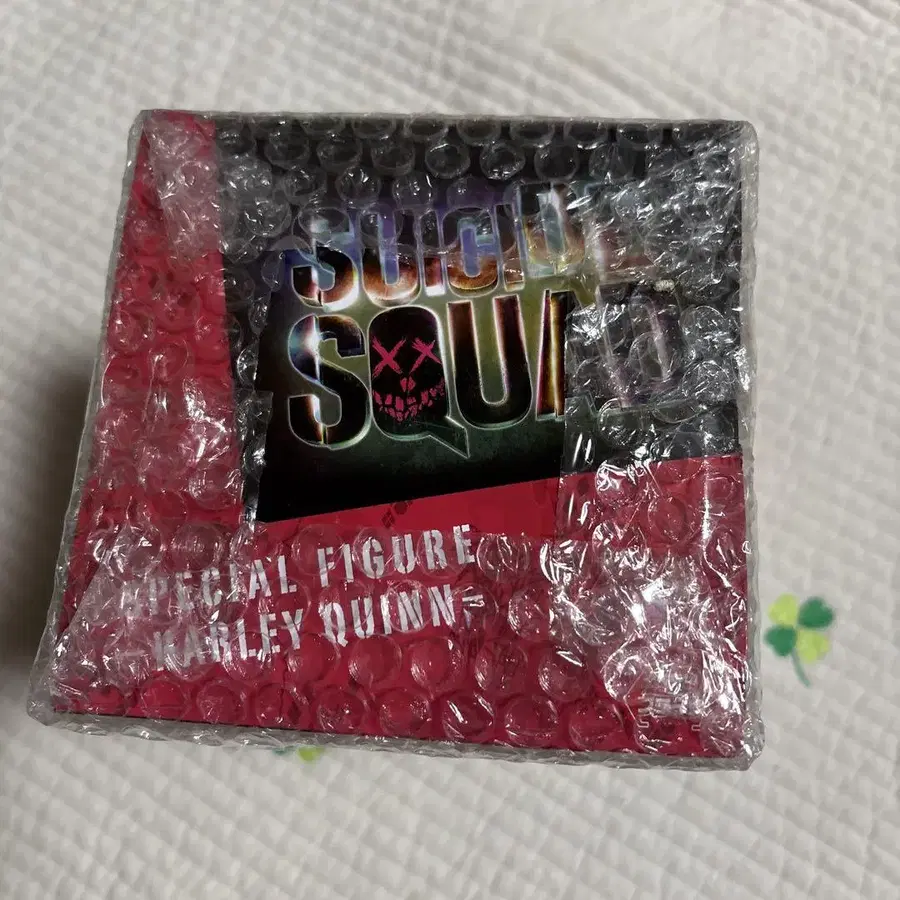 SUICIDE
SQUAD
SPECIAL FIGURE
-HARLEY QUINN-